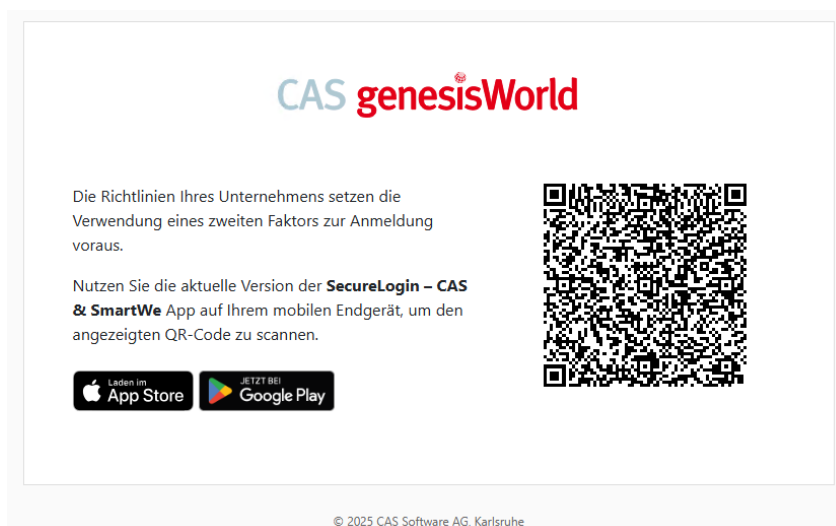 CAS genesisWorld
Die Richtlinien Ihres Unternehmens setzen die
Verwendung eines zweiten Faktors zur Anmeldung
voraus.
Nutzen Sie die aktuelle Version der SecureLogin – CAS
& SmartWe App auf Ihrem mobilen Endgerät, um den
angezeigten QR-Code zu scannen.
Laden im
App Store
JETZT BEI
Google Play
© 2025 CAS Software AG, Karlsruhe